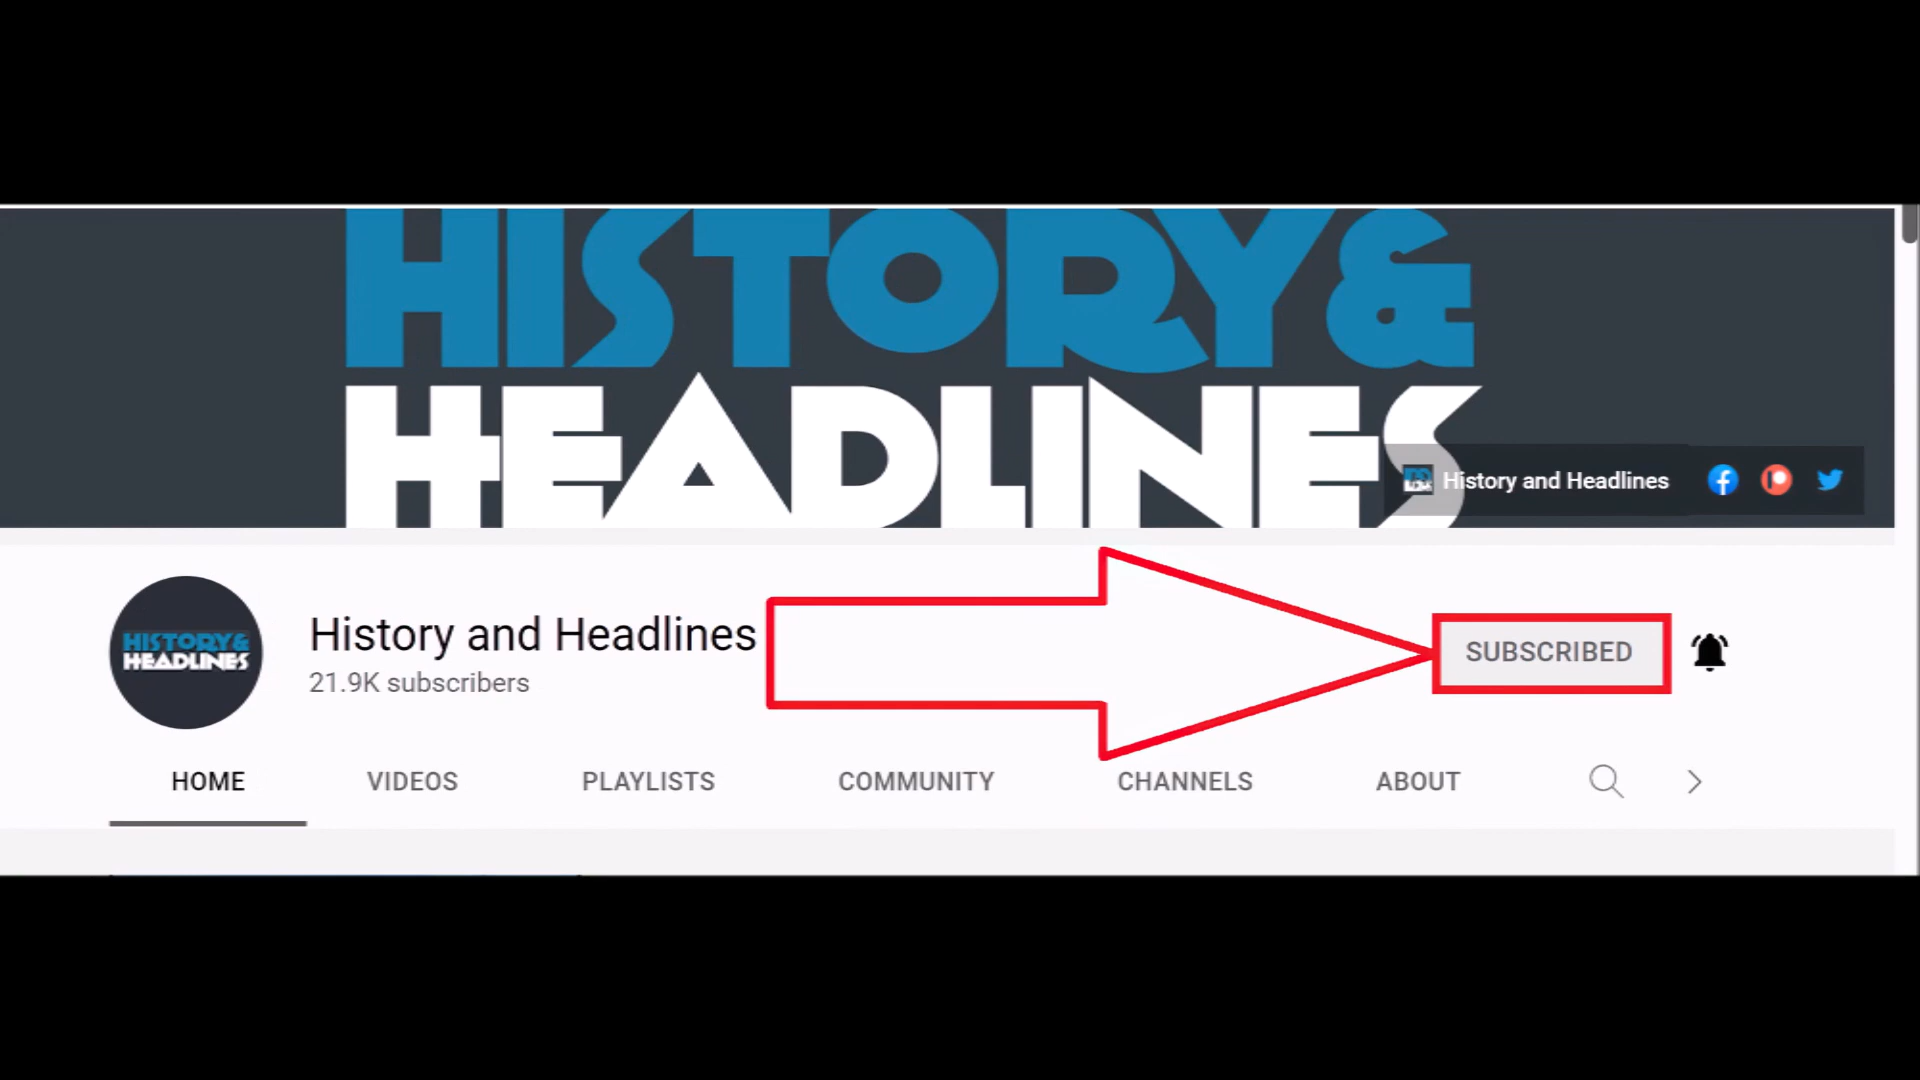 HISTORY&
HEADLINES
History and Headlines
HISTORY&
HEADLINES
History and Headlines
21.9K subscribers
SUBSCRIBED
HOME VIDEOS PLAYLISTS COMMUNITY CHANNELS ABOUT